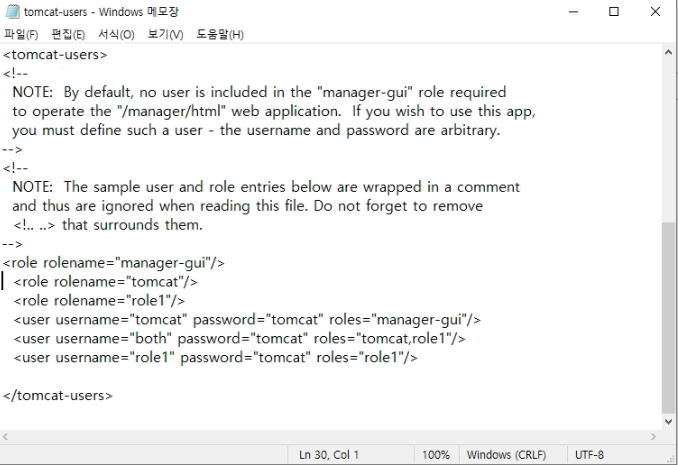 tomcat-users - Windows 메모장
파일(F) 편집(E) 서식(O) 보기(V) 도움말(H)
<tomcat-users>
<!--
NOTE: By default, no user is included in the "manager-gui" role required
to operate the "/manager/html" web application. If you wish to use this app,
you must define such a user - the username and password are arbitrary.
-->
<!--
NOTE: The sample user and role entries below are wrapped in a comment
and thus are ignored when reading this file. Do not forget to remove
<!.. ..> that surrounds them.
-->
<role rolename="manager-gui"/>
<role rolename="tomcat"/>
<role rolename="role1"/>
<user username="tomcat" password="tomcat" roles="manager-gui"/>
<user username="both" password="tomcat" roles="tomcat,role1"/>
<user username="role1" password="tomcat" roles="role1"/>
</tomcat-users>
Ln 30, Col 1 100% Windows (CRLF) UTF-8